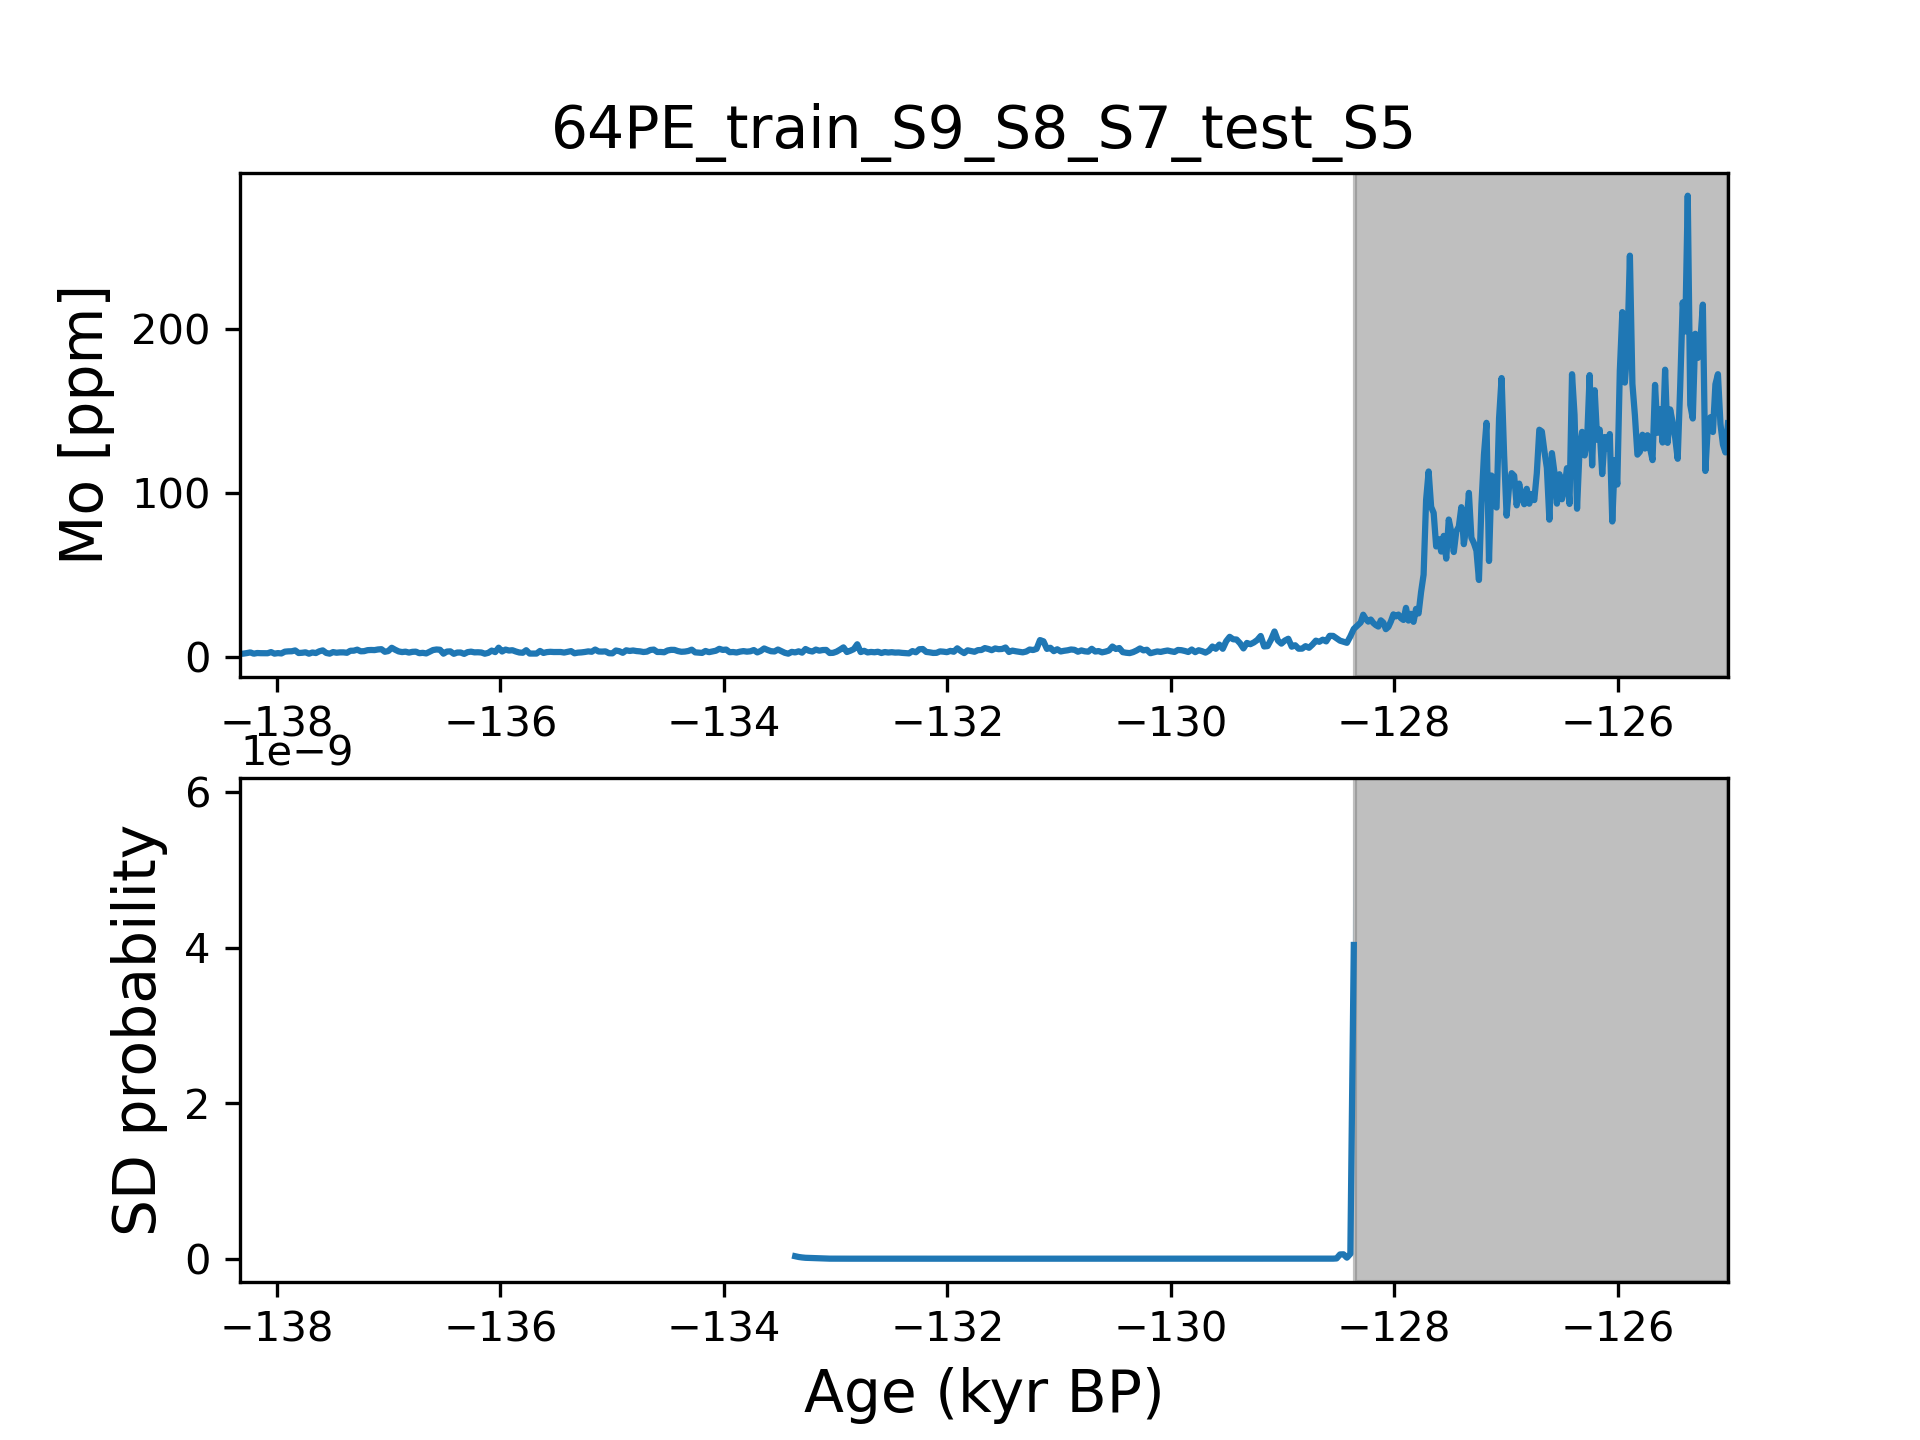 64PE_train_S9_S8_S7_test_S5
Mo [ppm]
200
100
0
−138 −136 −134 −132 −130 −128 −126
1e−9
SD probability
6
4
2
0
−138 −136 −134 −132 −130 −128 −126
Age (kyr BP)